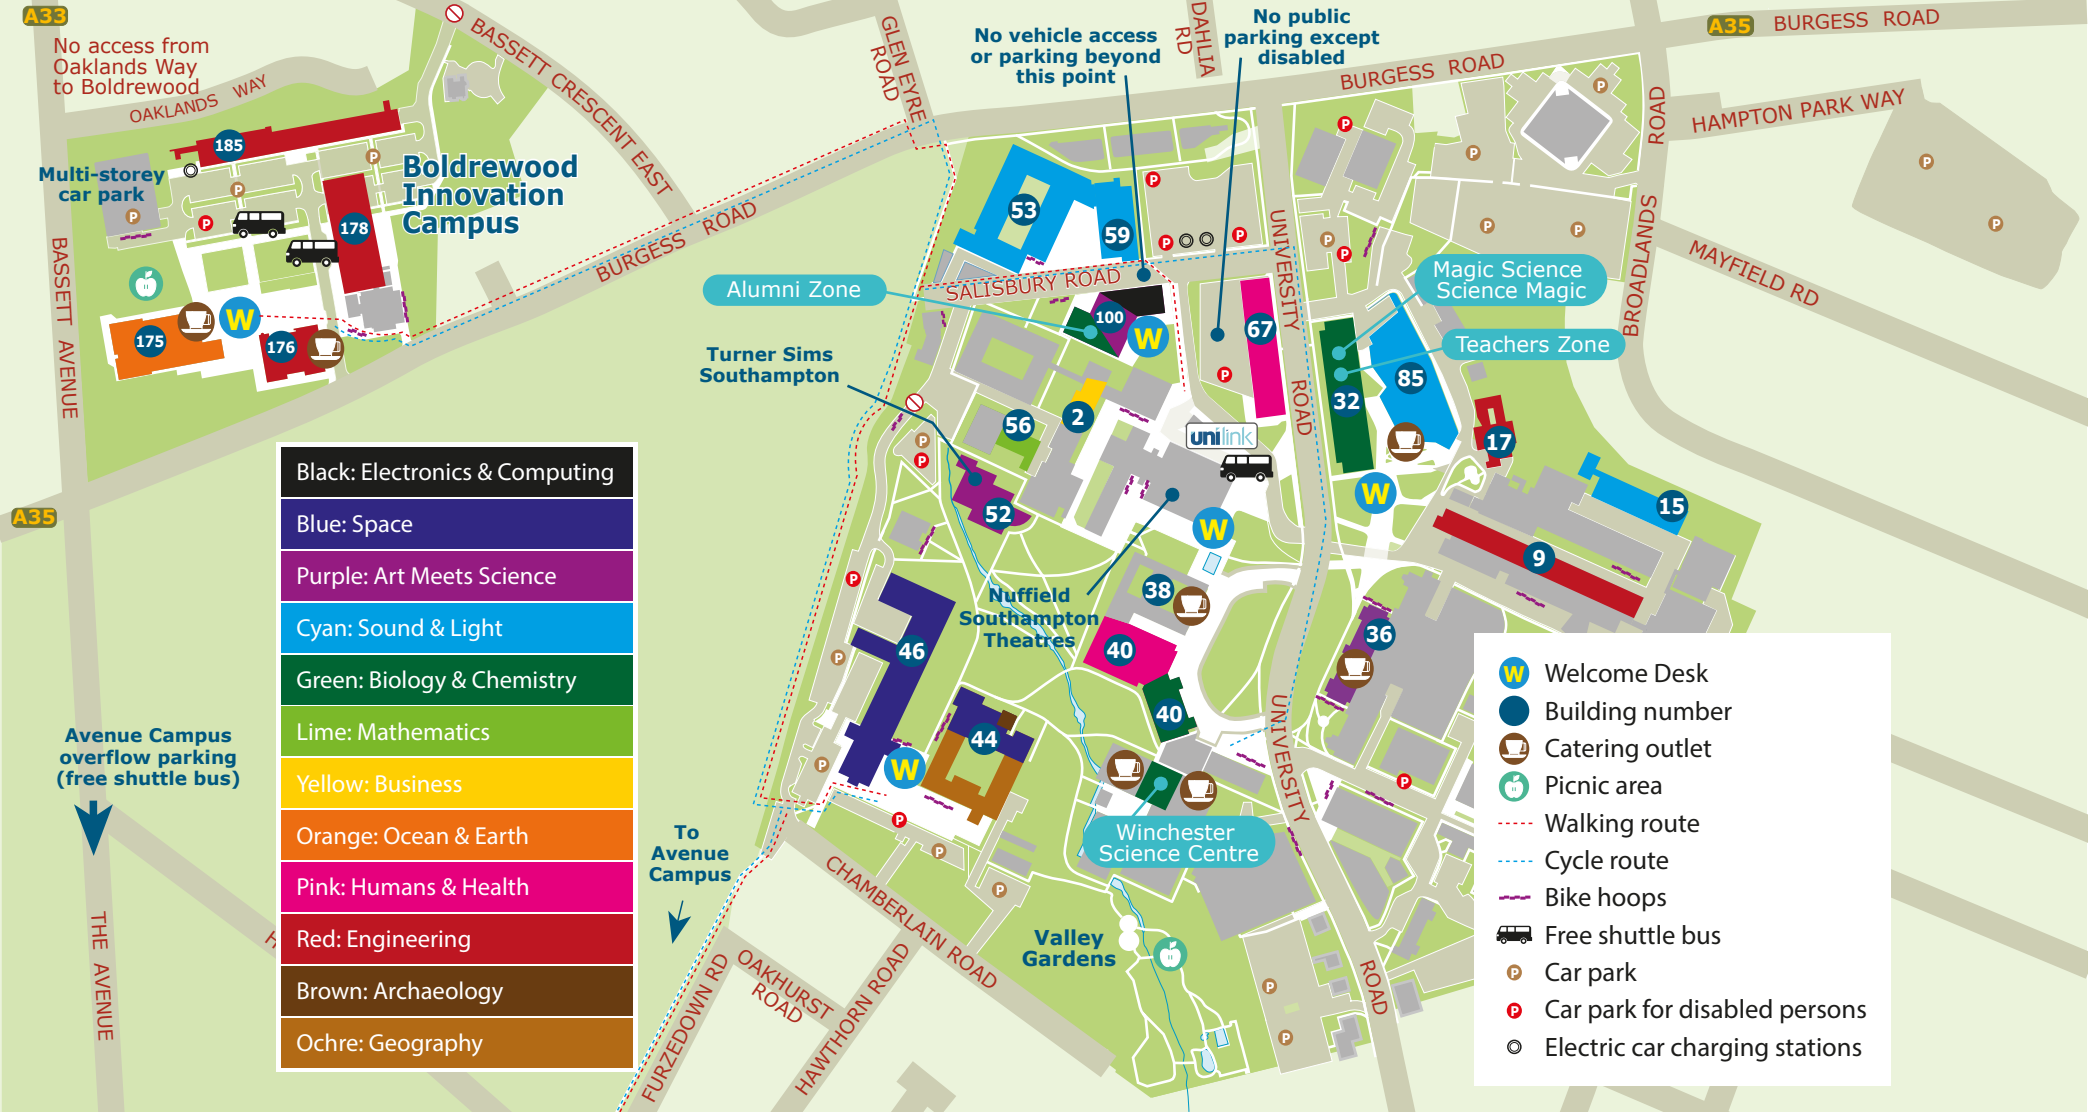 A33
No access from
Oaklands Way
to Boldrewood
OAKLANDS WAY
BASSETT CRESCENT EAST
GLEN EYRE
ROAD
No vehicle access
or parking beyond
this point
DAHLIA
RD
No public
parking except
disabled
BURGESS ROAD
A35
BURGESS ROAD
HAMPTON PARK WAY
BROADLANDS ROAD
MAYFIELD RD
185
Multi-storey
car park
P
P
P
P
178
Boldrewood
Innovation
Campus
BASSETT AVENUE
175
W
176
BURGESS ROAD
53
59
P
P
P
P
P
P
P
P
P
P
P
P
P
SALISBURY ROAD
Alumni Zone
100
W
67
P
UNIVERSITY ROAD
Magic Science
Science Magic
Teachers Zone
32
85
17
Turner Sims
Southampton
P
P
56
2
unilink
52
W
W
15
9
A35
Black: Electronics & Computing
Blue: Space
Purple: Art Meets Science
Cyan: Sound & Light
Green: Biology & Chemistry
Lime: Mathematics
Yellow: Business
Orange: Ocean & Earth
Pink: Humans & Health
Red: Engineering
Brown: Archaeology
Ochre: Geography
P
Nuffield
Southampton
Theatres
38
40
40
36
46
P
44
W
P
P
P
P
UNIVERSITY ROAD
P
Winchester
Science Centre
Avenue Campus
overflow parking
(free shuttle bus)
THE AVENUE
H
To
Avenue
Campus
CHAMBERLAIN ROAD
OAKHURST
ROAD
HAWTHORN ROAD
FURZEDOWN RD
Valley
Gardens
P
P
W Welcome Desk
Building number
Catering outlet
Picnic area
Walking route
Cycle route
Bike hoops
Free shuttle bus
P Car park
P Car park for disabled persons
Electric car charging stations